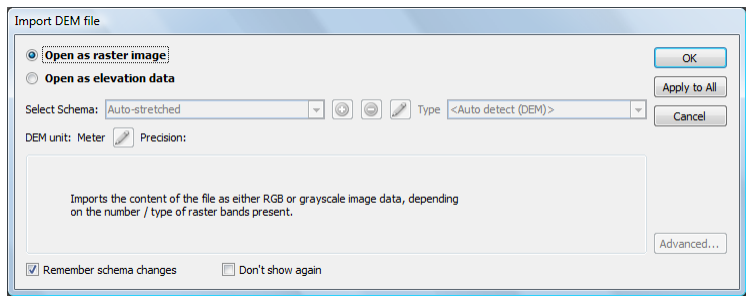 Import DEM file
Open as raster image
OK
Open as elevation data
Apply to All
Select Schema: Auto-stretched Type <Auto detect (DEM)>
Cancel
DEM unit: Meter Precision:
Imports the content of the file as either RGB or grayscale image data, depending
on the number / type of raster bands present.
Advanced...
Remember schema changes Don't show again